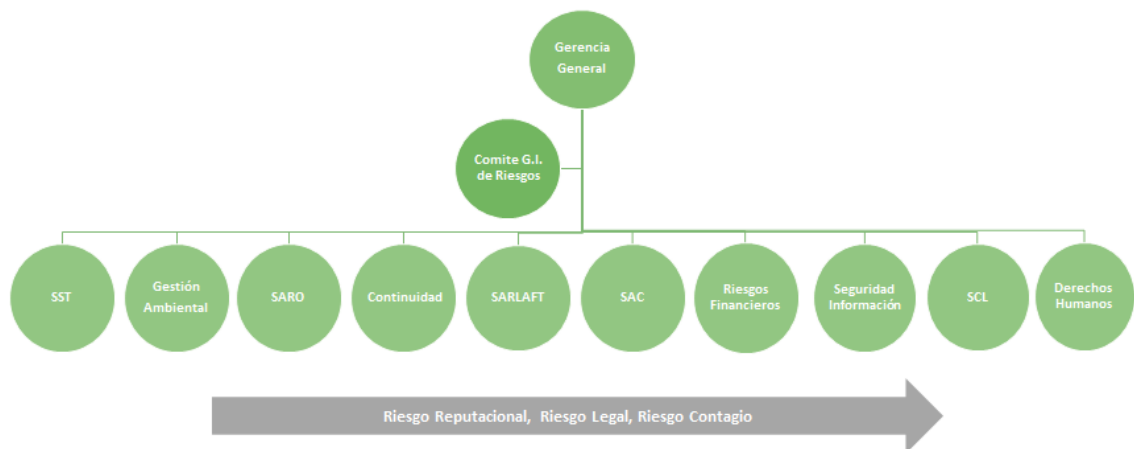 Gerencia
General
Comite G.I.
de Riesgos
SST
Gestión
Ambiental
SARO
Continuidad
SARLAFT
SAC
Riesgos
Financieros
Seguridad
Información
SCL
Derechos
Humanos
Riesgo Reputacional, Riesgo Legal, Riesgo Contagio